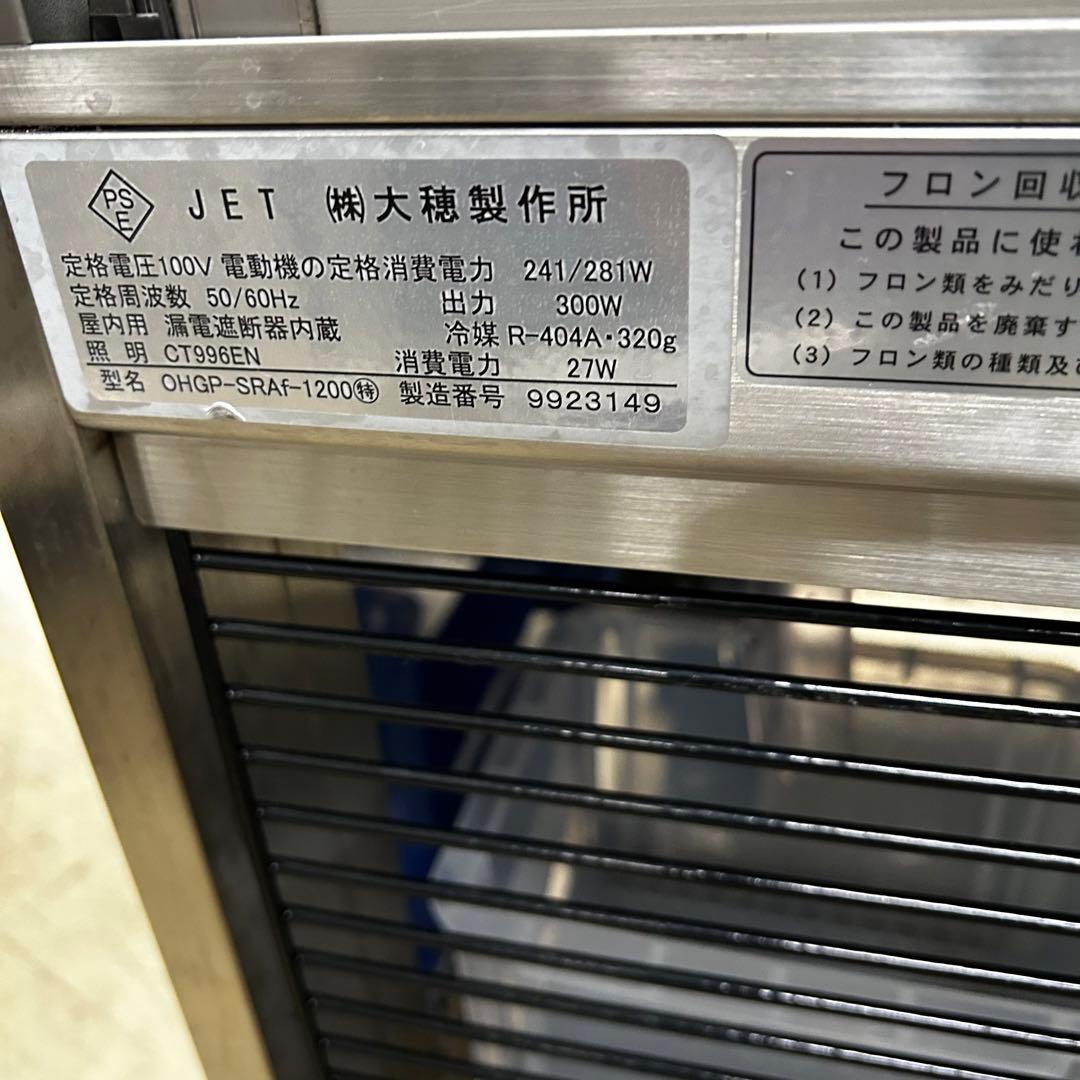 PSE JET ㈱大穂製作所
定格電圧100V 電動機の定格消費電力 241/281W
定格周波数 50/60Hz 出力 300W
屋内用 漏電遮断器内蔵 冷媒 R-404A・320g
照明 CT996EN 消費電力 27W
型名 OHGP-SRAf-1200㊕ 製造番号 9923149
フロン回収
この製品に使わ
(1) フロン類をみだり
(2) この製品を廃棄す
(3) フロン類の種類及び